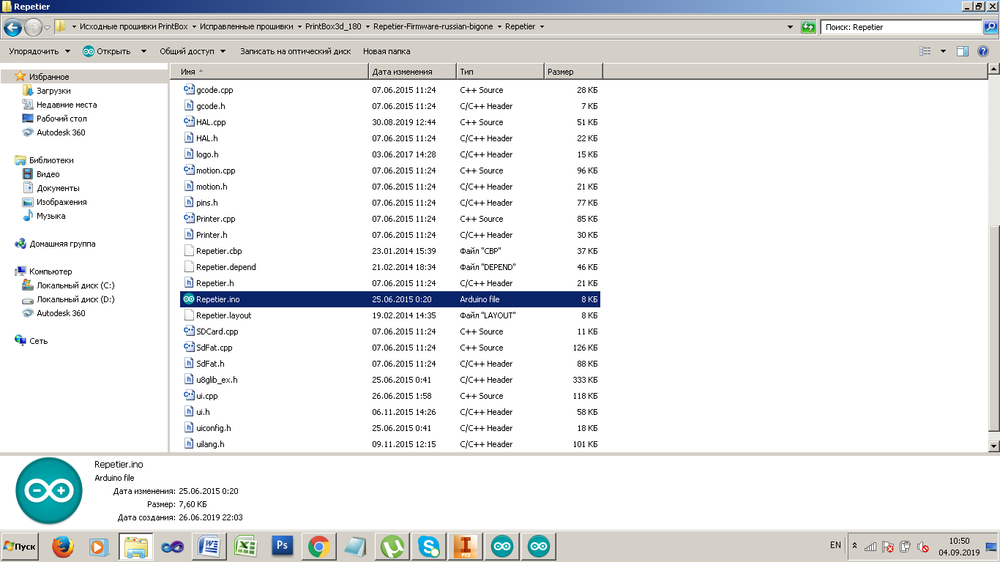 Repetier
Исходные прошивки PrintBox
Исправленные прошивки
PrintBox3d_180
Repetier-Firmware-russian-bigone
Repetier
Поиск: Repetier
Упорядочить
Открыть
Общий доступ
Записать на оптический диск
Новая папка
Избранное
Загрузки
Недавние места
Рабочий стол
Autodesk 360
Библиотеки
Видео
Документы
Изображения
Музыка
Домашняя группа
Компьютер
Локальный диск (C:)
Локальный диск (D:)
Autodesk 360
Сеть
Имя Дата изменения Тип Размер
gcode.cpp 07.06.2015 11:24 C++ Source 28 КБ
gcode.h 07.06.2015 11:24 C/C++ Header 7 КБ
HAL.cpp 30.08.2019 12:44 C++ Source 51 КБ
HAL.h 07.06.2015 11:24 C/C++ Header 22 КБ
logo.h 03.06.2017 14:28 C/C++ Header 15 КБ
motion.cpp 07.06.2015 11:24 C++ Source 96 КБ
motion.h 07.06.2015 11:24 C/C++ Header 21 КБ
pins.h 07.06.2015 11:24 C/C++ Header 77 КБ
Printer.cpp 07.06.2015 11:24 C++ Source 85 КБ
Printer.h 07.06.2015 11:24 C/C++ Header 30 КБ
Repetier.cbp 23.01.2014 15:39 Файл "CBP" 37 КБ
Repetier.depend 21.02.2014 18:34 Файл "DEPEND" 46 КБ
Repetier.h 07.06.2015 11:24 C/C++ Header 21 КБ
Repetier.ino 25.06.2015 0:20 Arduino file 8 КБ
Repetier.layout 19.02.2014 14:35 Файл "LAYOUT" 8 КБ
SDCard.cpp 07.06.2015 11:24 C++ Source 11 КБ
SdFat.cpp 07.06.2015 11:24 C++ Source 126 КБ
SdFat.h 07.06.2015 11:24 C/C++ Header 88 КБ
u8glib_ex.h 25.06.2015 0:41 C/C++ Header 333 КБ
ui.cpp 26.06.2015 1:58 C++ Source 118 КБ
ui.h 06.11.2015 14:26 C/C++ Header 58 КБ
uiconfig.h 25.06.2015 0:41 C/C++ Header 18 КБ
uilang.h 09.11.2015 12:15 C/C++ Header 101 КБ
Repetier.ino
Arduino file
Дата изменения: 25.06.2015 0:20
Размер: 7,60 КБ
Дата создания: 26.06.2019 22:03
Пуск
Ps
PRO
EN
10:50
04.09.2019